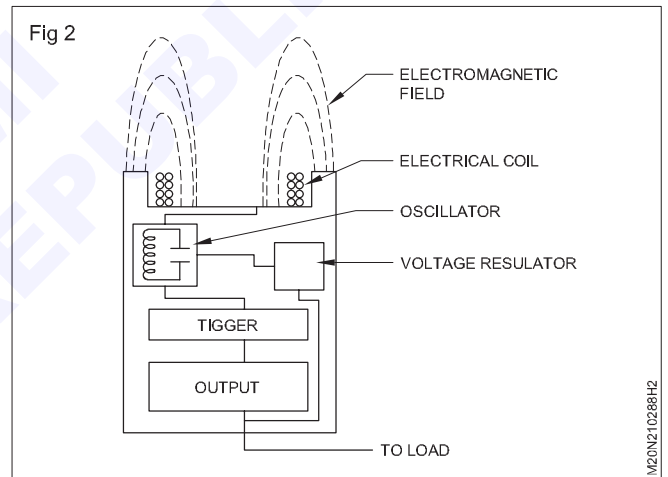 Fig 2
ELECTROMAGNETIC
FIELD
ELECTRICAL COIL
OSCILLATOR
VOLTAGE RESULATOR
TIGGER
OUTPUT
TO LOAD
M20N210288H2